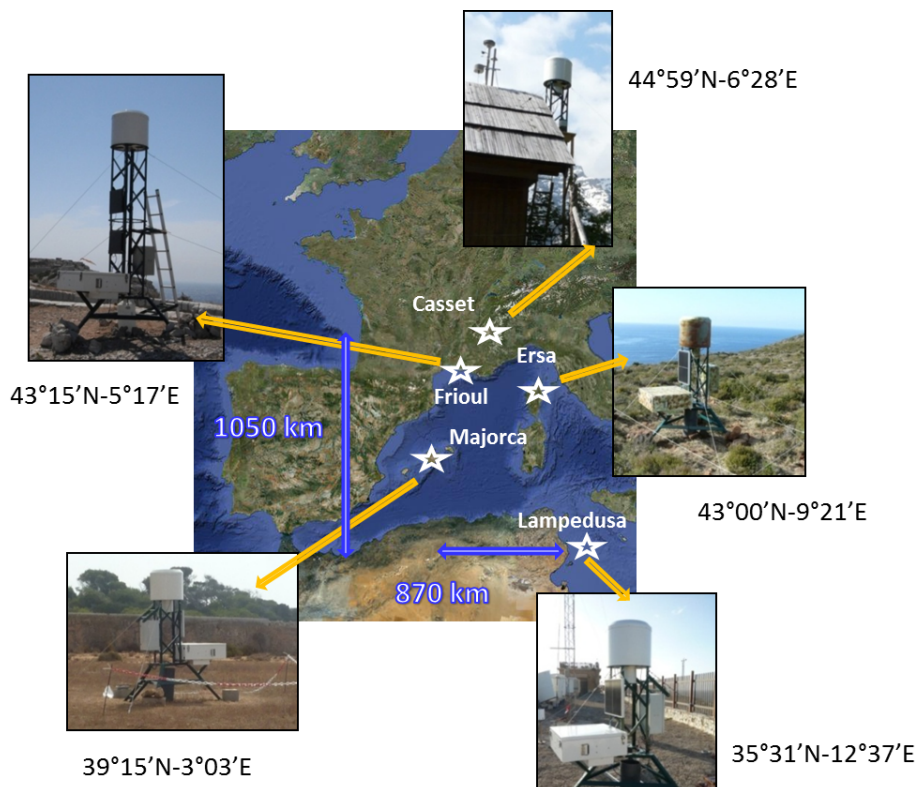 44°59’N-6°28’E
Casset
Ersa
Frioul
43°15’N-5°17’E
1050 km
Majorca
43°00’N-9°21’E
Lampedusa
870 km
39°15’N-3°03’E
35°31’N-12°37’E